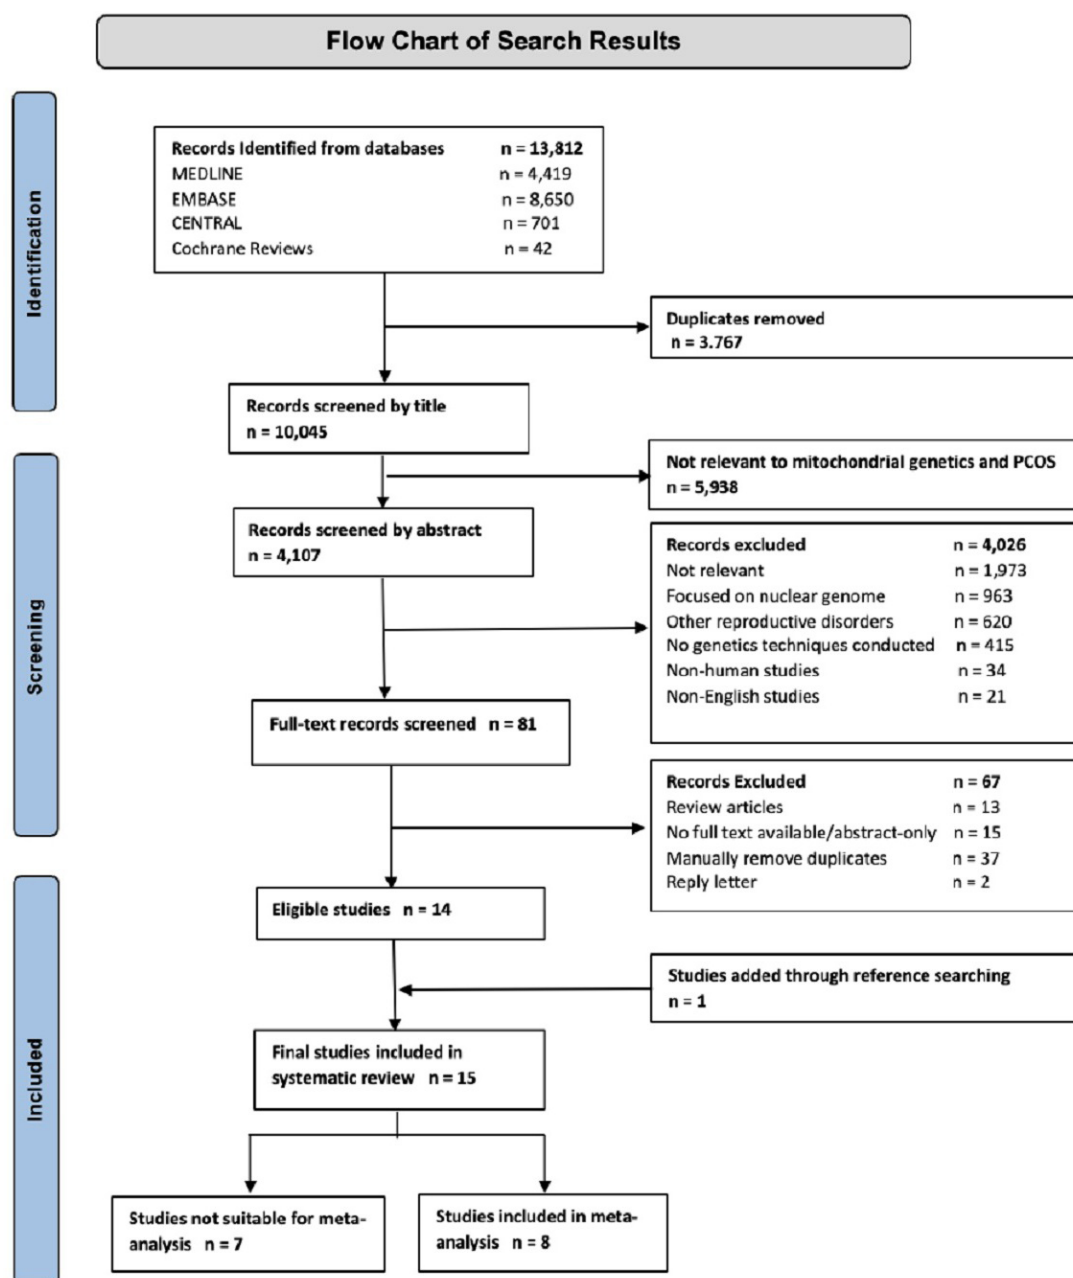 Flow Chart of Search Results
Identification
Records Identified from databases n = 13,812
MEDLINE n = 4,419
EMBASE n = 8,650
CENTRAL n = 701
Cochrane Reviews n = 42
Duplicates removed
n = 3.767
Records screened by title
n = 10,045
Screening
Not relevant to mitochondrial genetics and PCOS
n = 5,938
Records screened by abstract
n = 4,107
Records excluded n = 4,026
Not relevant n = 1,973
Focused on nuclear genome n = 963
Other reproductive disorders n = 620
No genetics techniques conducted n = 415
Non-human studies n = 34
Non-English studies n = 21
Full-text records screened n = 81
Records Excluded n = 67
Review articles n = 13
No full text available/abstract-only n = 15
Manually remove duplicates n = 37
Reply letter n = 2
Included
Eligible studies n = 14
Studies added through reference searching
n = 1
Final studies included in
systematic review n = 15
Studies not suitable for meta-
analysis n = 7
Studies included in meta-
analysis n = 8